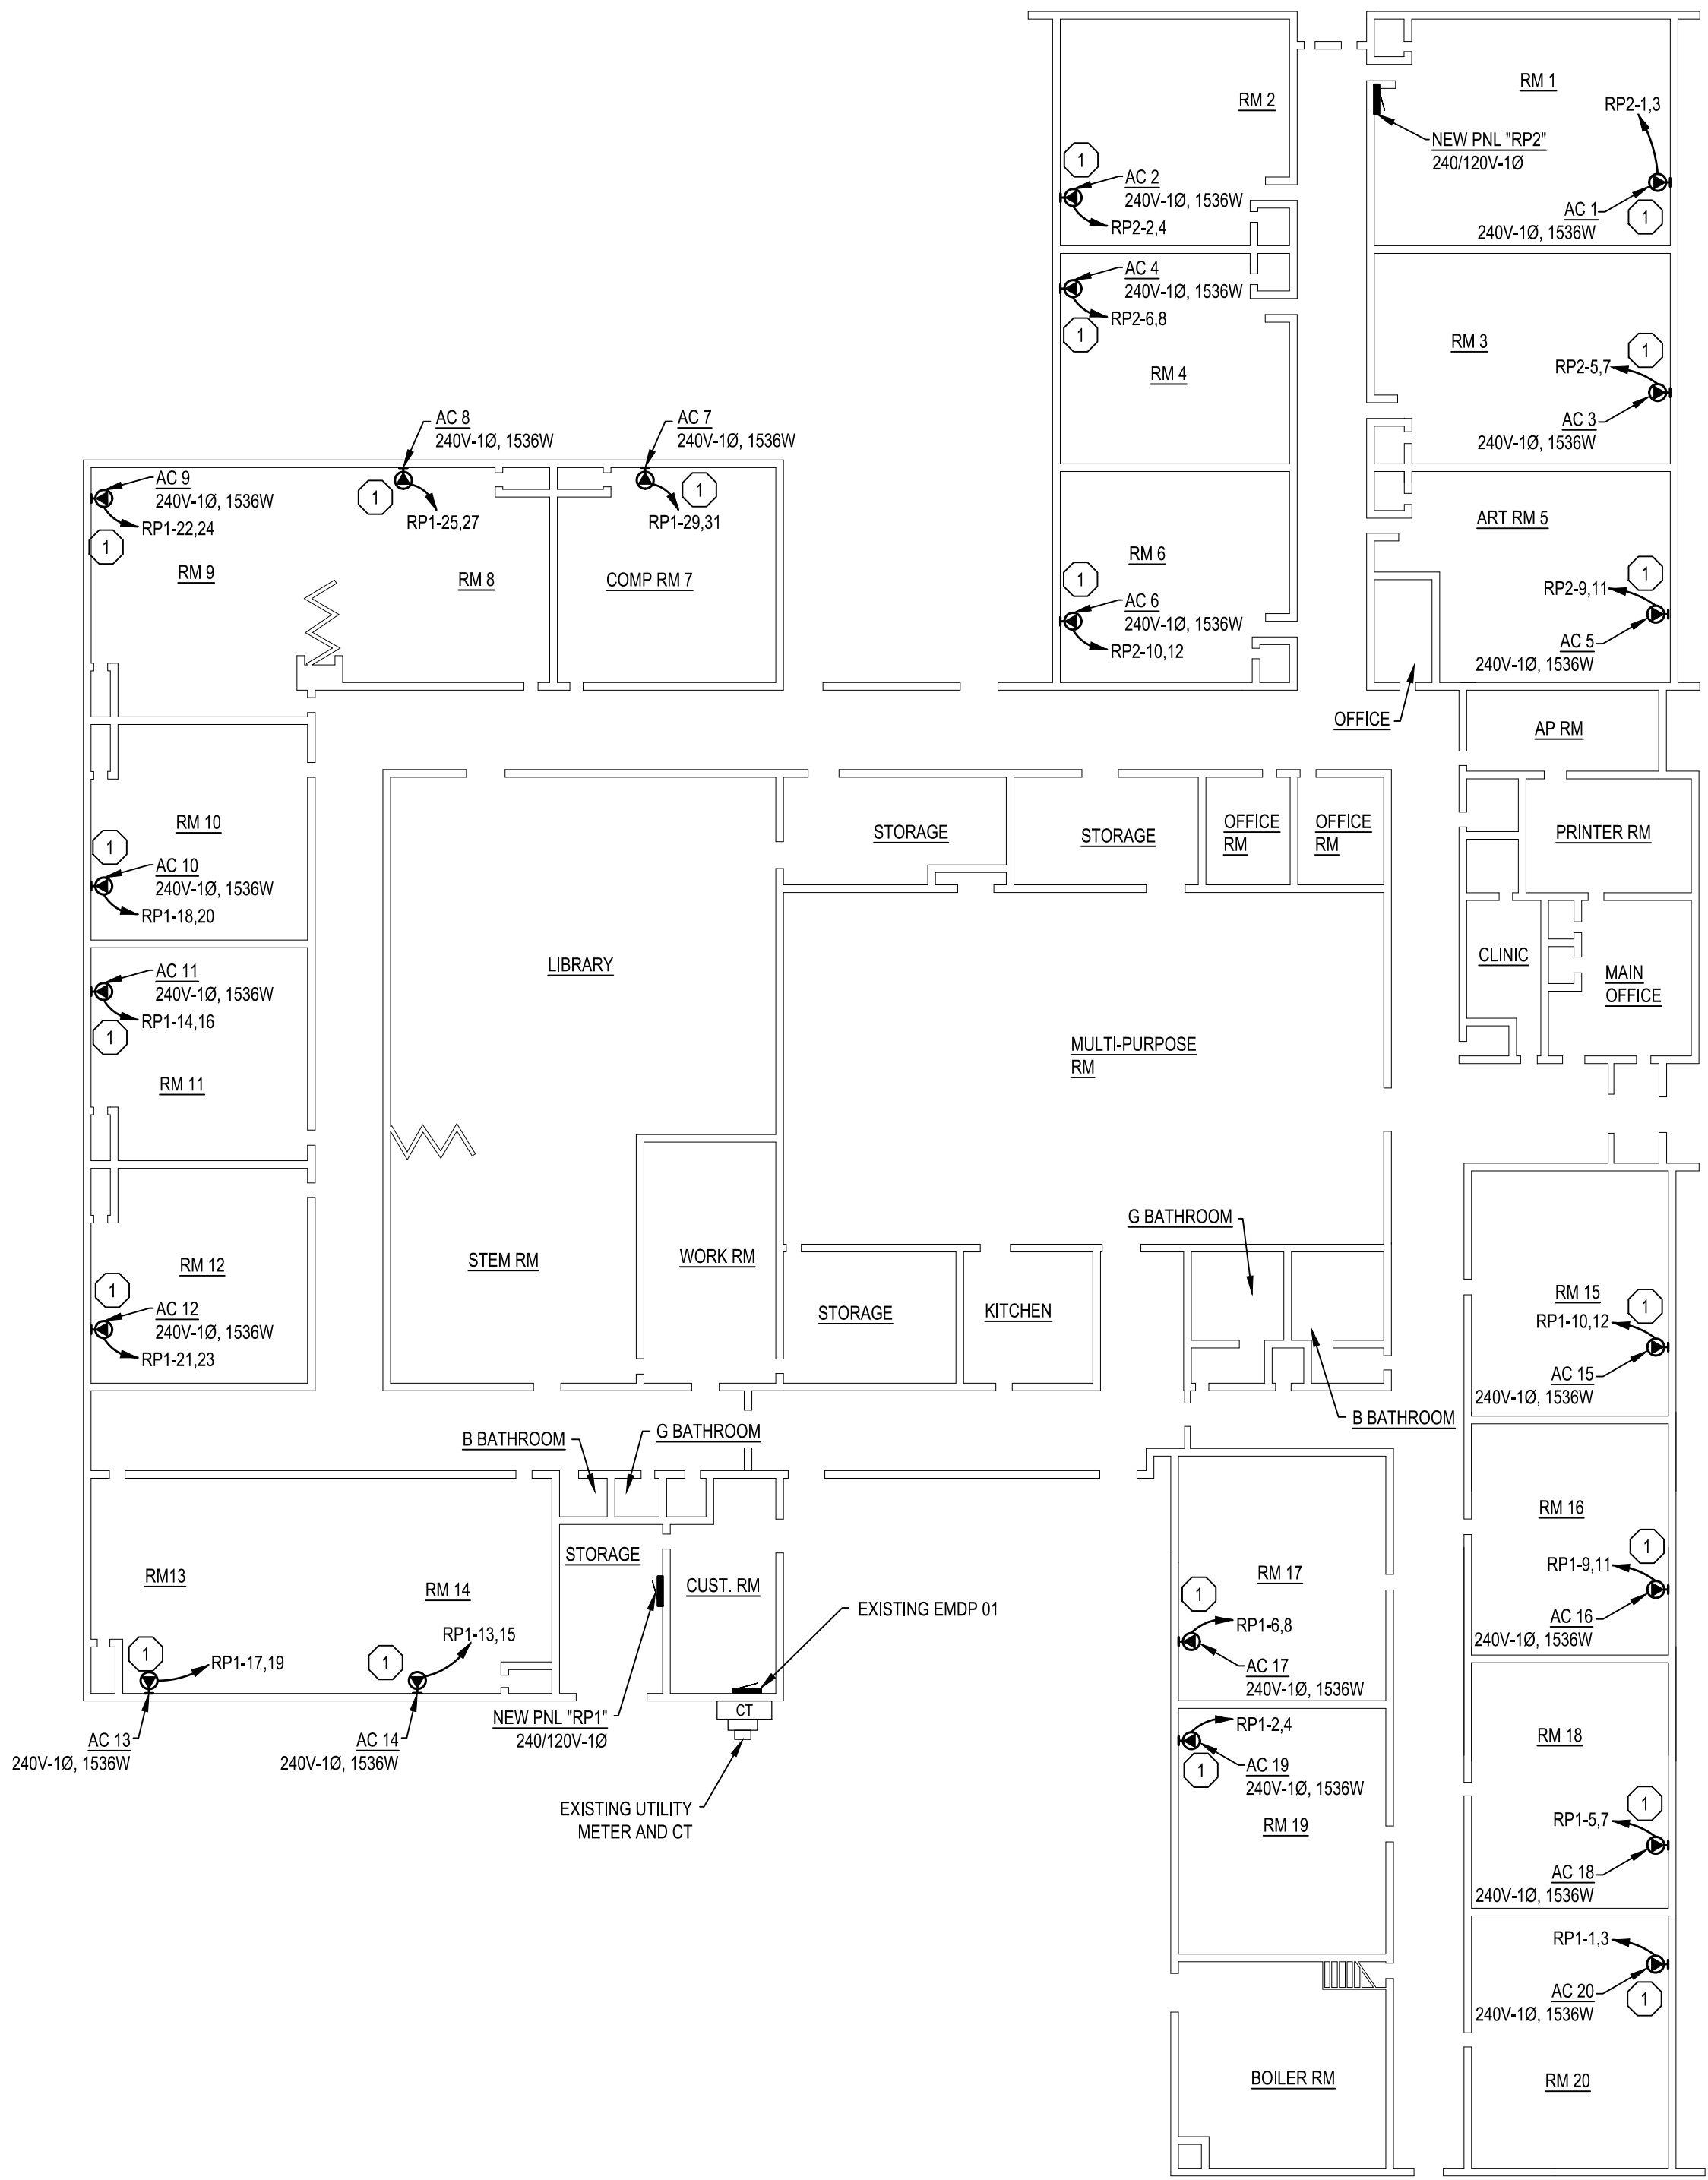 RM 2
1
AC 2
240V-1Ø, 1536W
RP2-2,4
RM 1
RP2-1,3
NEW PNL "RP2"
240/120V-1Ø
AC 1
1
240V-1Ø, 1536W
AC 4
240V-1Ø, 1536W
RP2-6,8
1
RM 4
RM 3
1
RP2-5,7
AC 3
240V-1Ø, 1536W
AC 8
240V-1Ø, 1536W
AC 7
240V-1Ø, 1536W
AC 9
240V-1Ø, 1536W
RP1-22,24
1
RM 9
1
RP1-25,27
RM 8
1
RP1-29,31
COMP RM 7
RM 6
1
AC 6
240V-1Ø, 1536W
RP2-10,12
ART RM 5
1
RP2-9,11
AC 5
240V-1Ø, 1536W
OFFICE
AP RM
RM 10
1
AC 10
240V-1Ø, 1536W
RP1-18,20
STORAGE
STORAGE
OFFICE
RM
OFFICE
RM
PRINTER RM
AC 11
240V-1Ø, 1536W
RP1-14,16
1
RM 11
LIBRARY
MULTI-PURPOSE
RM
CLINIC
MAIN
OFFICE
RM 12
1
AC 12
240V-1Ø, 1536W
RP1-21,23
STEM RM
WORK RM
STORAGE
KITCHEN
G BATHROOM
B BATHROOM
RM 15
1
RP1-10,12
AC 15
240V-1Ø, 1536W
B BATHROOM
G BATHROOM
STORAGE
CUST. RM
RM13
RM 14
1
RP1-17,19
1
RP1-13,15
AC 13
240V-1Ø, 1536W
AC 14
240V-1Ø, 1536W
NEW PNL "RP1"
240/120V-1Ø
EXISTING EMDP 01
CT
EXISTING UTILITY
METER AND CT
RM 16
1
RP1-9,11
AC 16
240V-1Ø, 1536W
RM 17
1
RP1-6,8
AC 17
240V-1Ø, 1536W
RP1-2,4
AC 19
1
240V-1Ø, 1536W
RM 19
RM 18
1
RP1-5,7
AC 18
240V-1Ø, 1536W
RP1-1,3
AC 20
1
240V-1Ø, 1536W
BOILER RM
RM 20